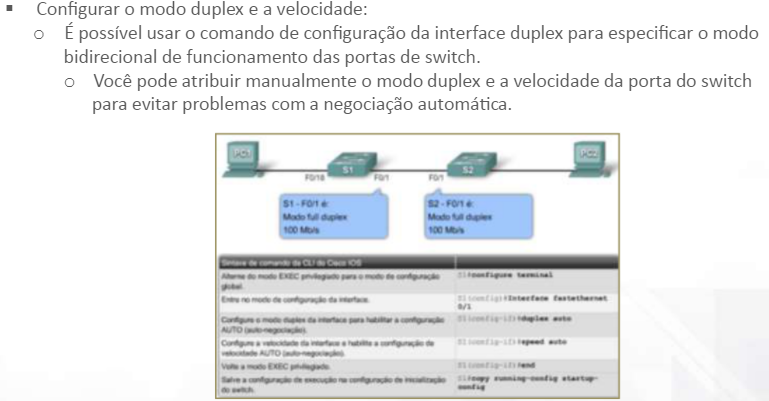 ▪ Configurar o modo duplex e a velocidade:
o É possível usar o comando de configuração da interface duplex para especificar o modo
bidirecional de funcionamento das portas de switch.
o Você pode atribuir manualmente o modo duplex e a velocidade da porta do switch
para evitar problemas com a negociação automática.
PC1
S1
S2
PC2
F0/18
F0/1
F0/1
S1 - F0/1 é:
Modo full duplex
100 Mb/s
S2 - F0/1 é:
Modo full duplex
100 Mb/s
Sintaxe de comando da CLI do Cisco IOS
Alterne do modo EXEC privilegiado para o modo de configuração
global.
S1#configure terminal
Entre no modo de configuração da interface.
S1(config)#Interface fastethernet
0/1
Configure o modo duplex da interface para habilitar a configuração
AUTO (auto-negociação).
S1(config-if)#duplex auto
Configure a velocidade da interface e habilite a configuração de
velocidade AUTO (auto-negociação).
S1(config-if)#speed auto
Volte a modo EXEC privilegiado.
S1(config-if)#end
Salve a configuração de execução na configuração de inicialização
do switch.
S1#copy running-config startup-
config